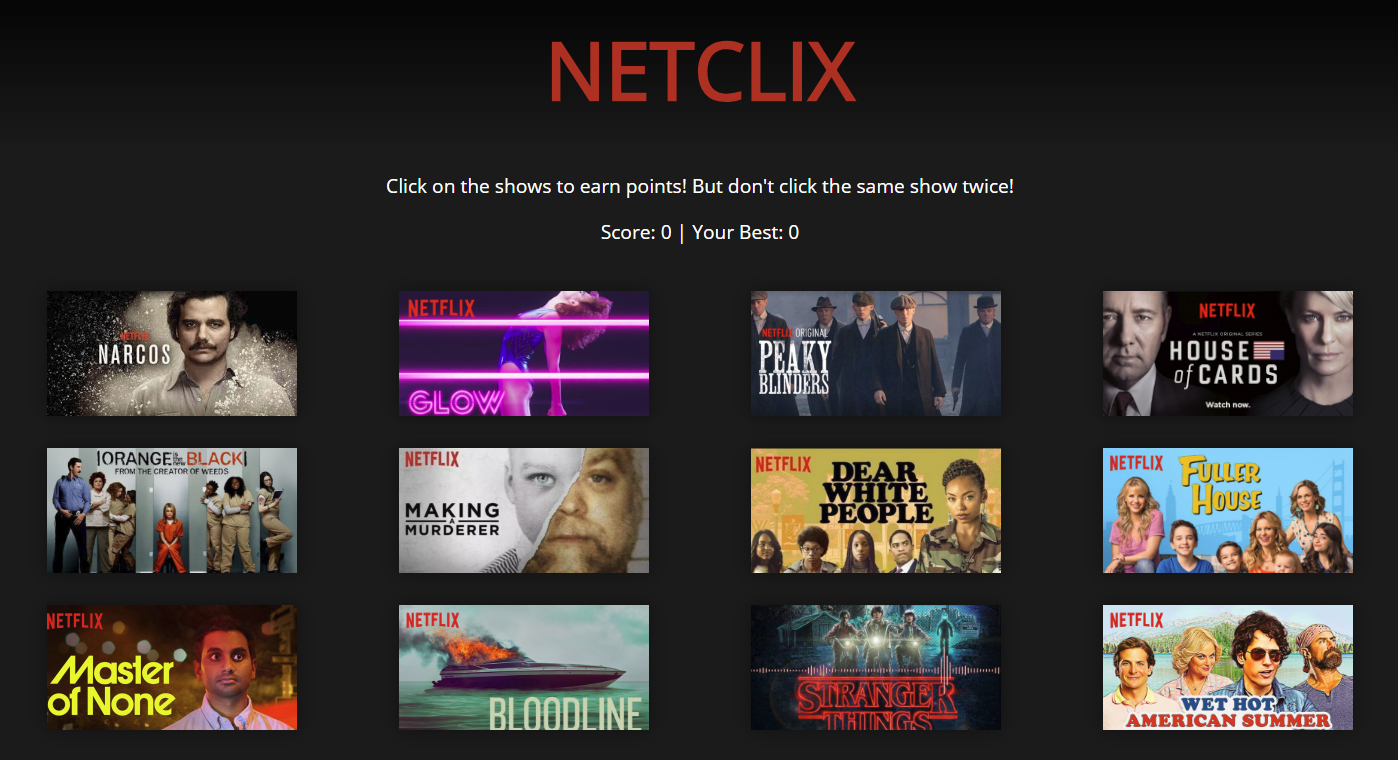 NETCLIX
Click on the shows to earn points! But don't click the same show twice!
Score: 0 | Your Best: 0
NETFLIX
NARCOS
NETFLIX
GLOW
NETFLIX ORIGINAL
PEAKY
BLINDERS
NETFLIX
A NETFLIX ORIGINAL SERIES
HOUSE
of CARDS
Watch now.
ORANGE is the new BLACK
FROM THE CREATOR OF WEEDS
NETFLIX
MAKING
A
MURDERER
NETFLIX
DEAR
WHITE
PEOPLE
NETFLIX
FULLER
HOUSE
NETFLIX
Master
of None
NETFLIX
BLOODLINE
STRANGER
THINGS
NETFLIX
WET HOT
AMERICAN SUMMER